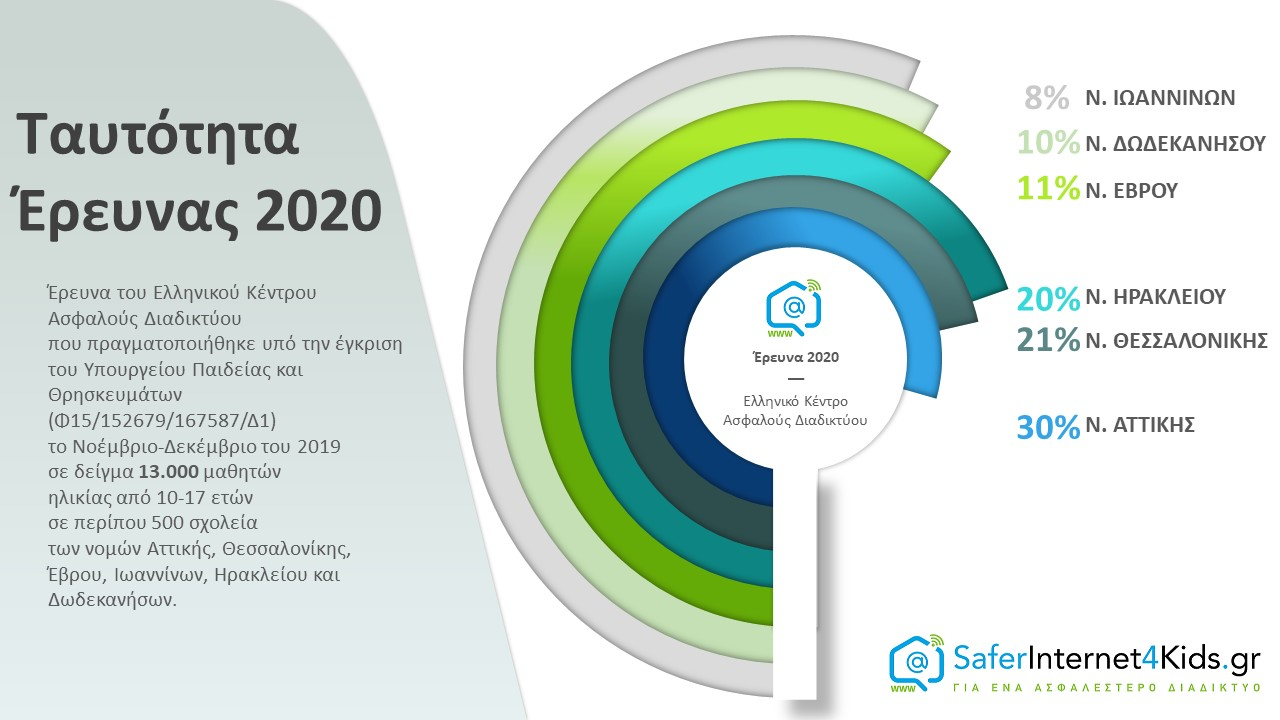 Ταυτότητα
Έρευνας 2020
Έρευνα του Ελληνικού Κέντρου
Ασφαλούς Διαδικτύου
που πραγματοποιήθηκε υπό την έγκριση
του Υπουργείου Παιδείας και
Θρησκευμάτων
(Φ15/152679/167587/Δ1)
το Νοέμβριο-Δεκέμβριο του 2019
σε δείγμα 13.000 μαθητών
ηλικίας από 10-17 ετών
σε περίπου 500 σχολεία
των νομών Αττικής, Θεσσαλονίκης,
Έβρου, Ιωαννίνων, Ηρακλείου και
Δωδεκανήσων.
8% Ν. ΙΩΑΝΝΙΝΩΝ
10% Ν. ΔΩΔΕΚΑΝΗΣΟΥ
11% Ν. ΕΒΡΟΥ
20% Ν. ΗΡΑΚΛΕΙΟΥ
21% Ν. ΘΕΣΣΑΛΟΝΙΚΗΣ
30% Ν. ΑΤΤΙΚΗΣ
@
www
Έρευνα 2020
—
Ελληνικό Κέντρο
Ασφαλούς Διαδικτύου
@
www
SaferInternet4Kids.gr
ΓΙΑ ΕΝΑ ΑΣΦΑΛΕΣΤΕΡΟ ΔΙΑΔΙΚΤΥΟ